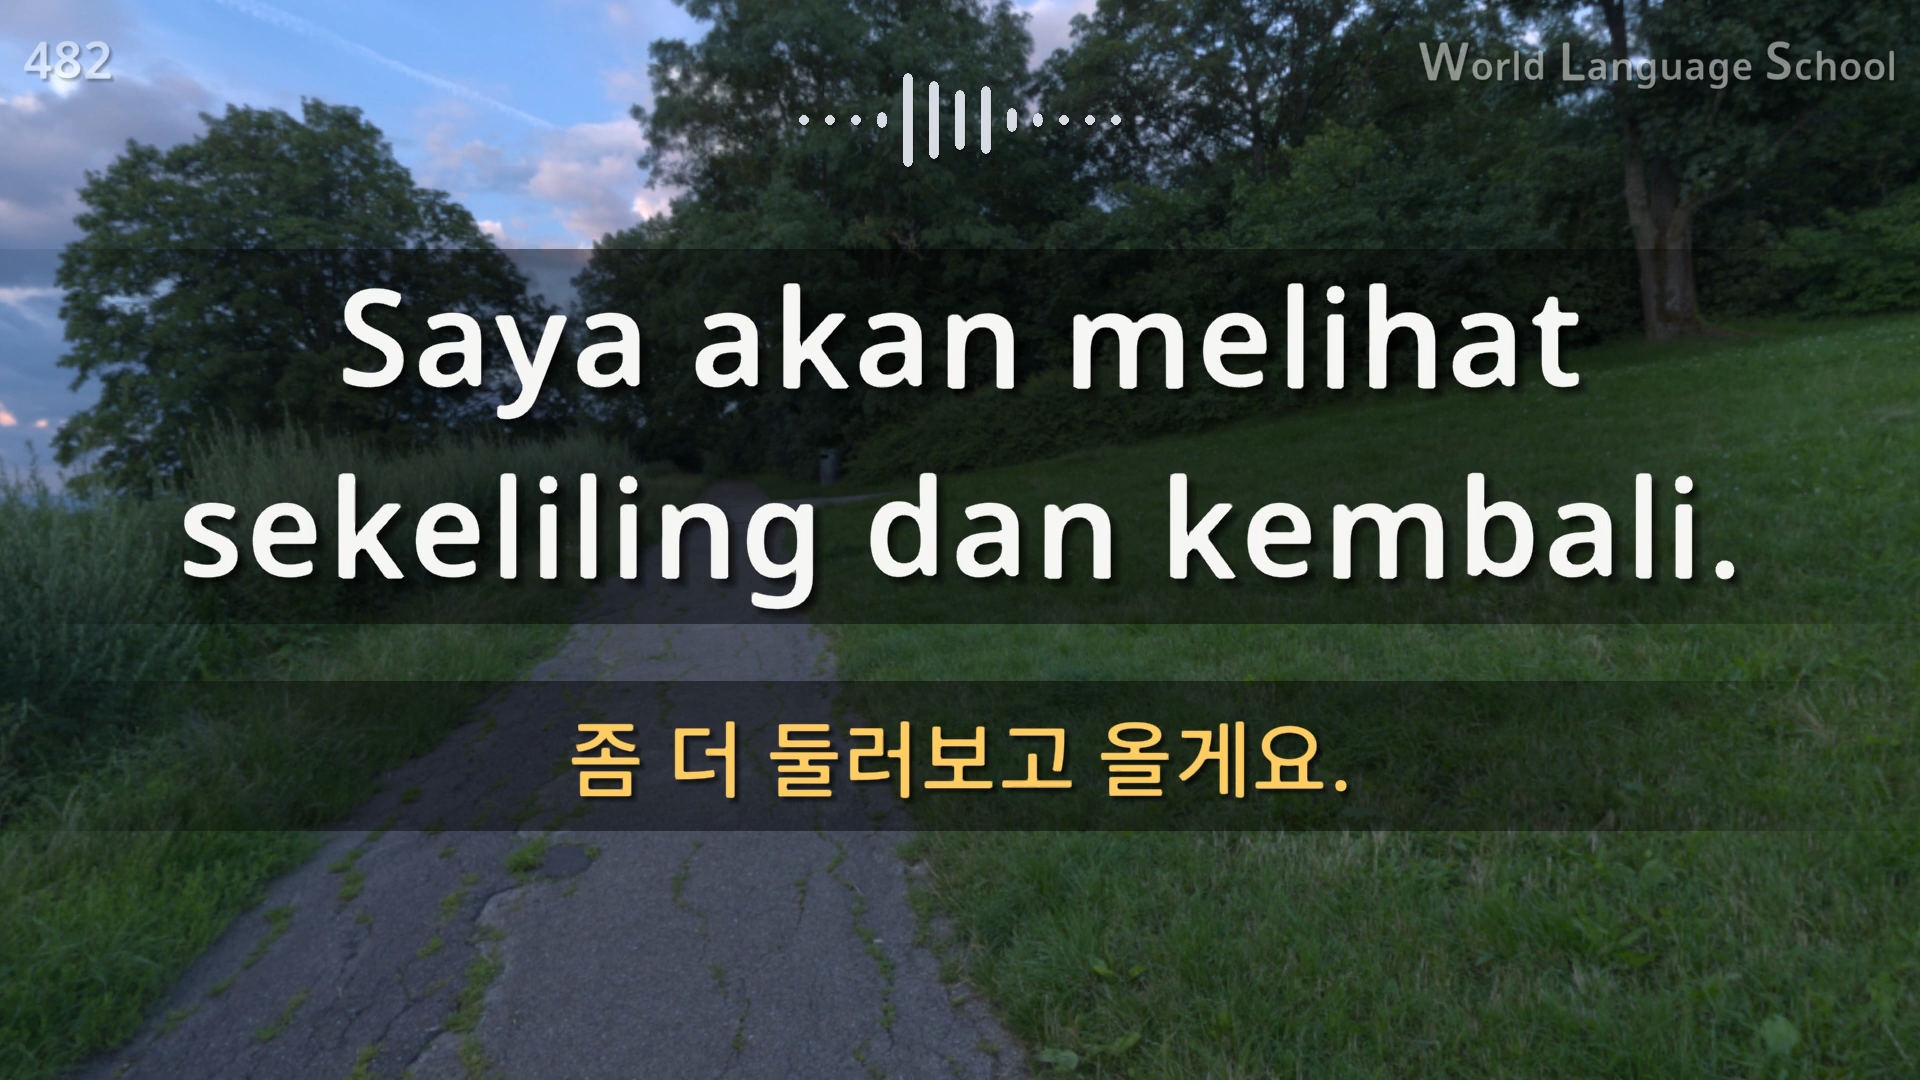 482
World Language School
Saya akan melihat
sekeliling dan kembali.
좀 더 둘러보고 올게요.